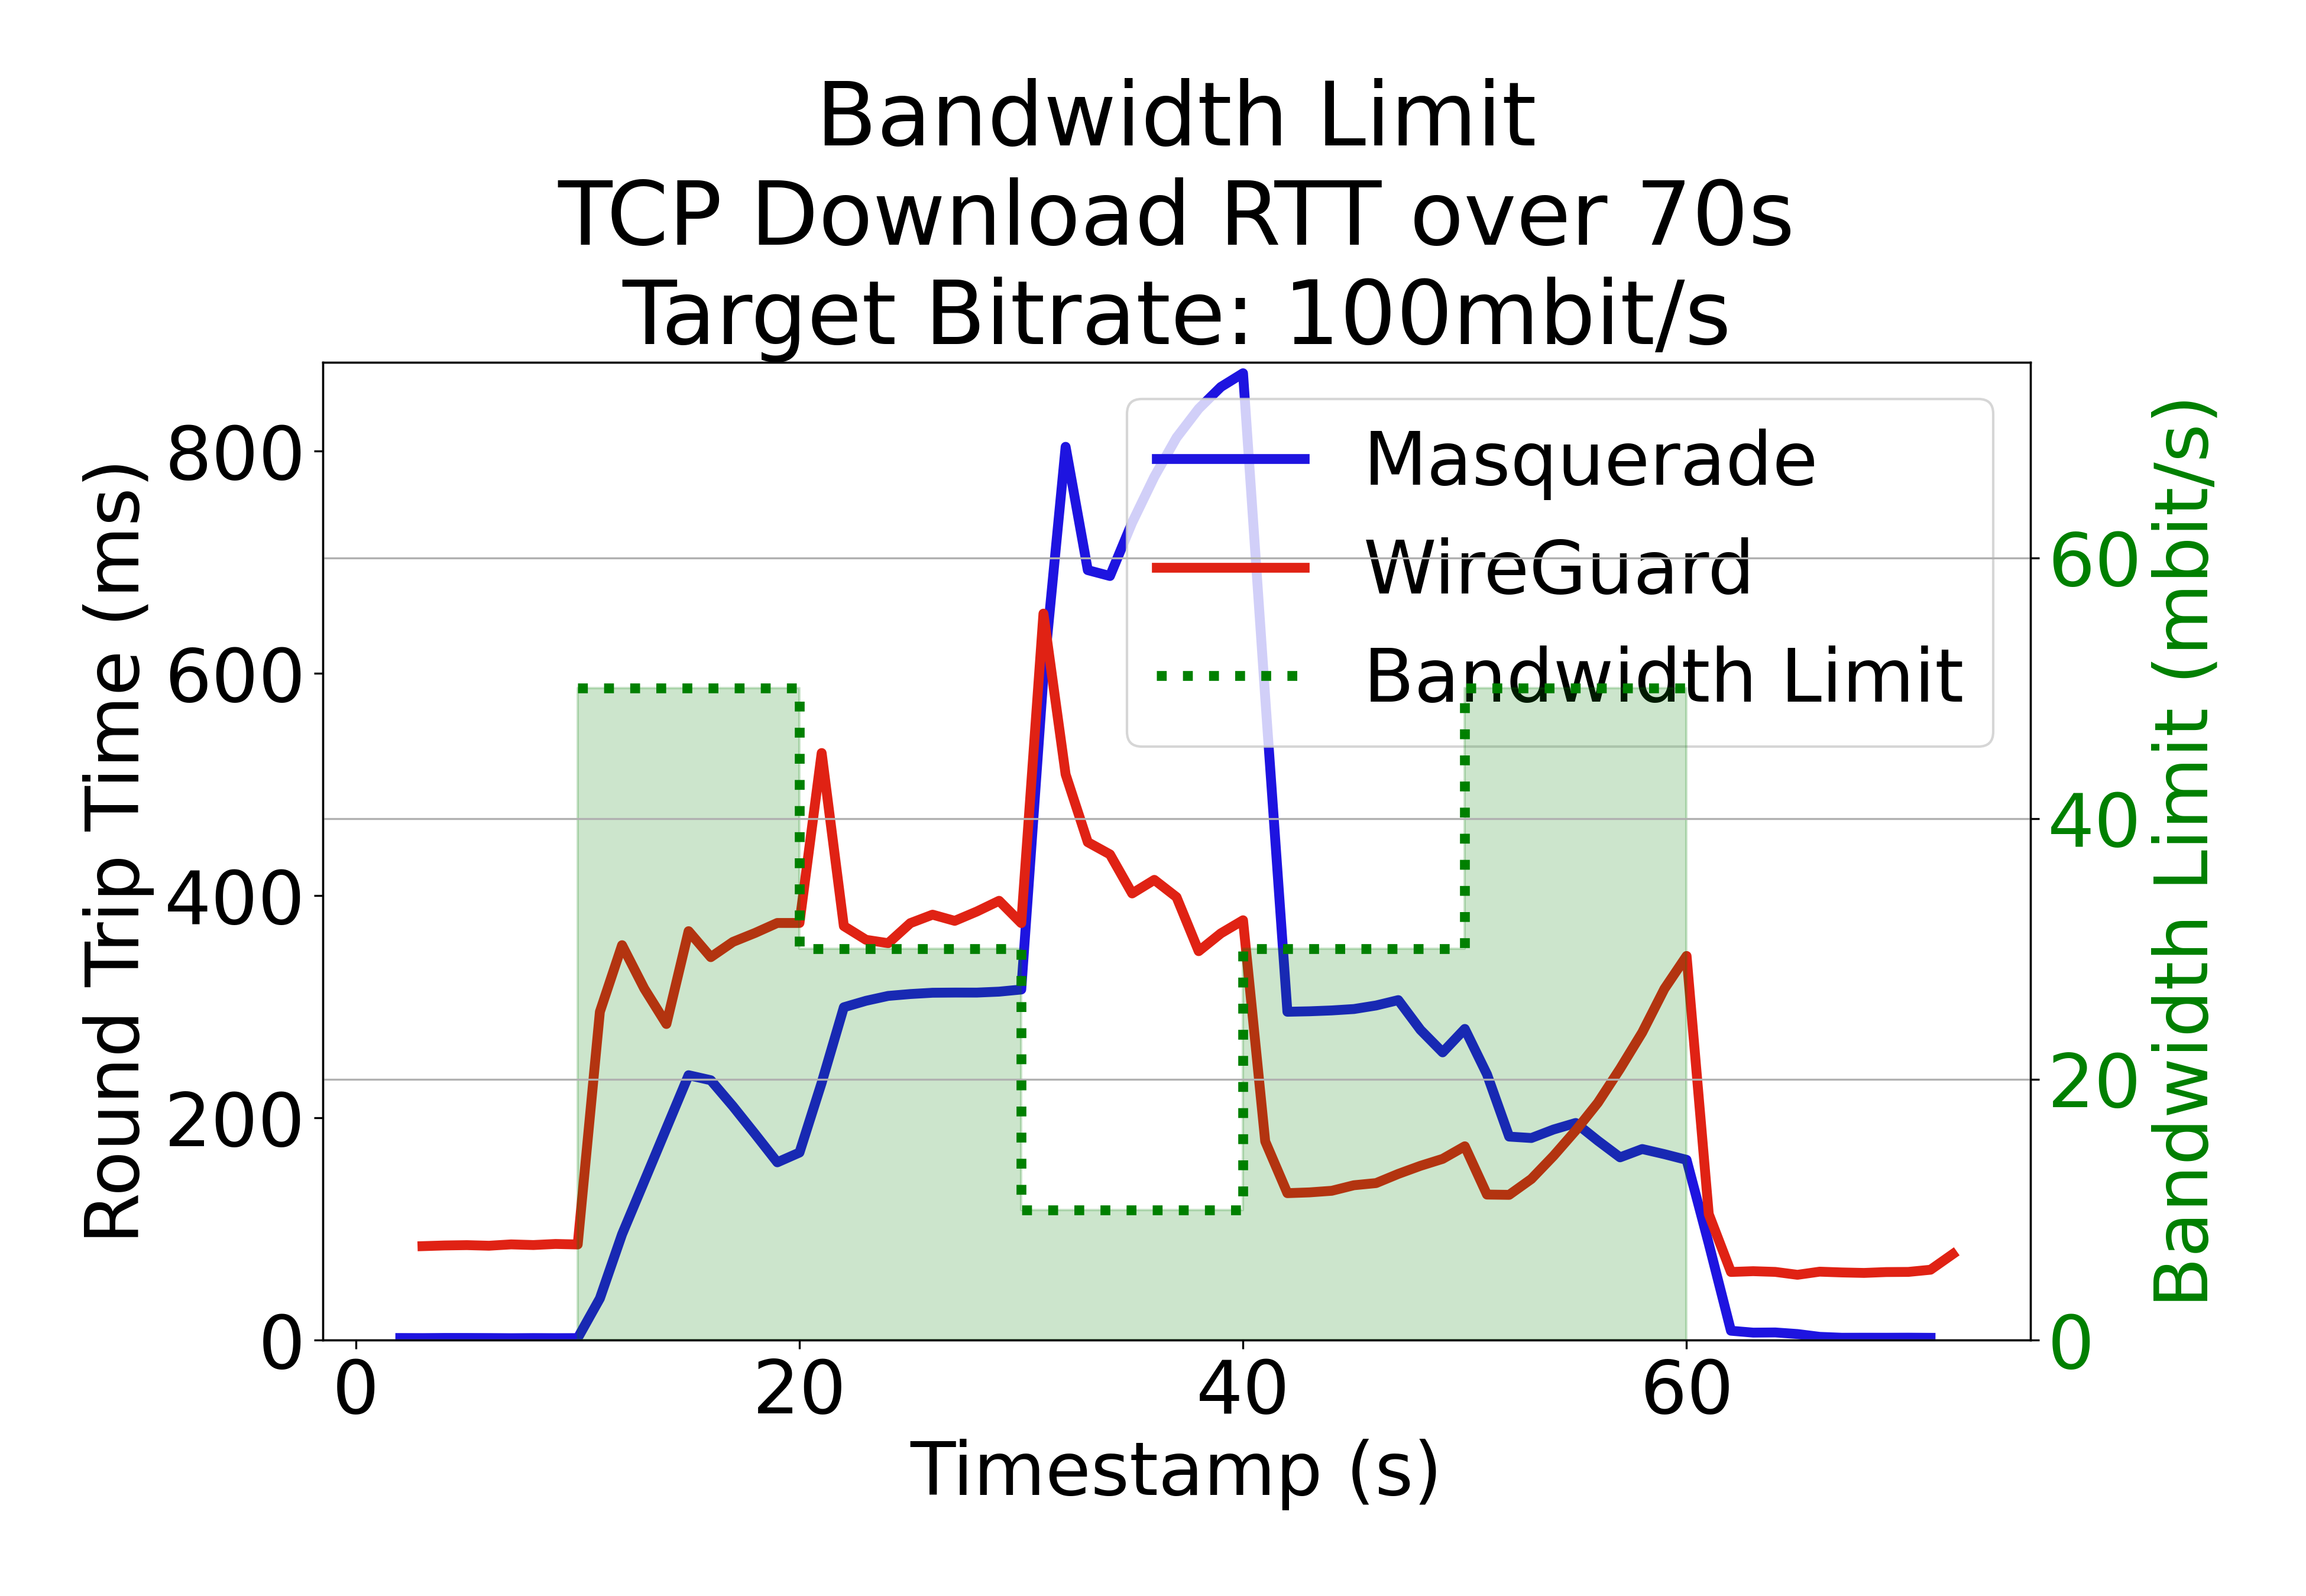 Bandwidth Limit
TCP Download RTT over 70s
Target Bitrate: 100mbit/s
Round Trip Time (ms)
800
600
400
200
0
Masquerade
WireGuard
Bandwidth Limit
60
40
20
0
Bandwidth Limit (mbit/s)
0
20
40
60
Timestamp (s)